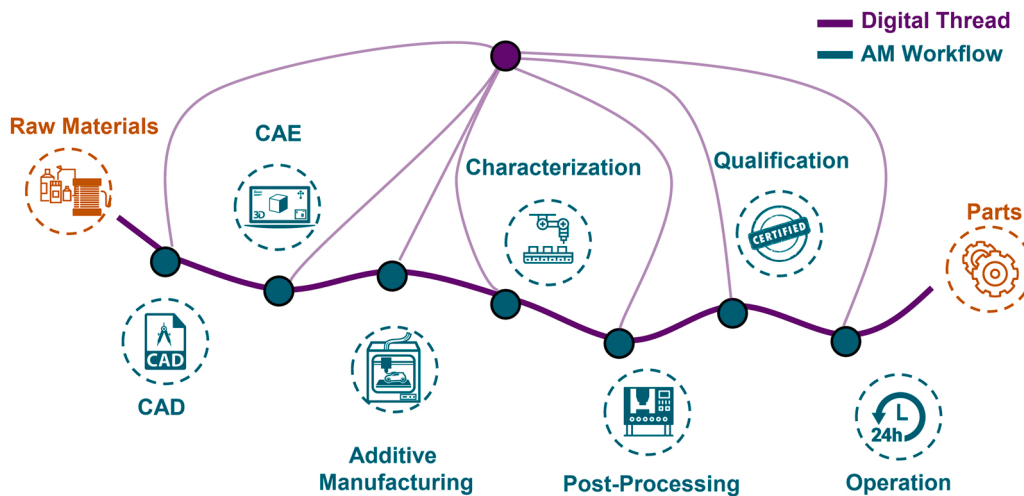 Digital Thread
AM Workflow
Raw Materials
CAE
3D
Characterization
Qualification
CERTIFIED
Parts
CAD
CAD
Additive
Manufacturing
Post-Processing
24h
Operation